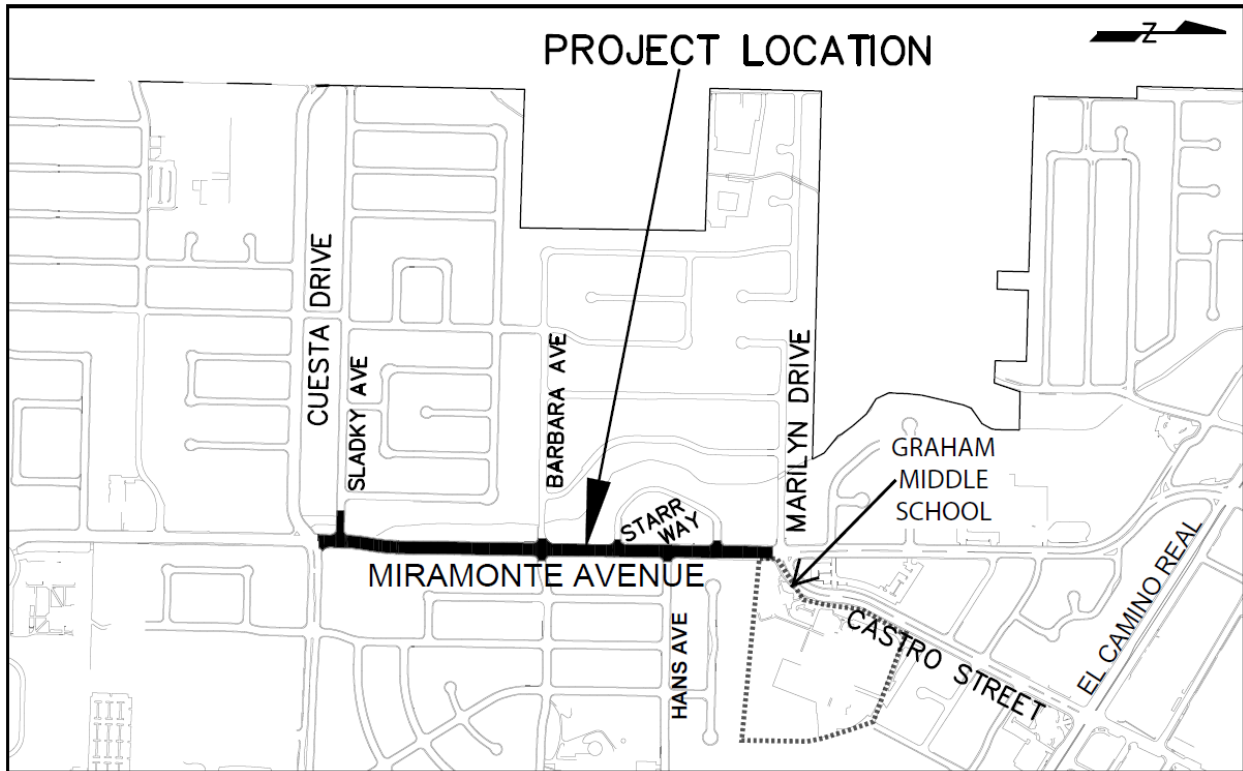 PROJECT LOCATION
Z
CUESTA DRIVE
SLADKY AVE
BARBARA AVE
STARR
WAY
MARILYN DRIVE
GRAHAM
MIDDLE
SCHOOL
MIRAMONTE AVENUE
HANS AVE
CASTRO STREET
EL CAMINO REAL